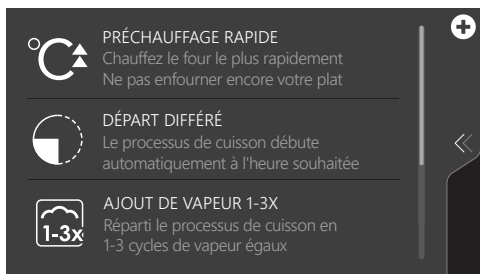 PRÉCHAUFFAGE RAPIDE
Chauffez le four le plus rapidement
Ne pas enfourner encore votre plat
DÉPART DIFFÉRÉ
Le processus de cuisson débute
automatiquement à l'heure souhaitée
AJOUT DE VAPEUR 1-3X
Réparti le processus de cuisson en
1-3 cycles de vapeur égaux
°C
1-3x